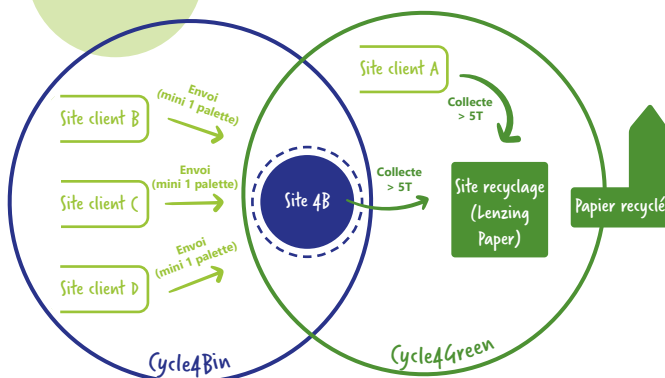 Site client A
Envoi
(mini 1 palette)
Collecte
> 5T
Site client B
Envoi
(mini 1 palette)
Site client C
Site 4B
Collecte
> 5T
Site recyclage
(Lenzing
Paper)
Papier recyclé
Envoi
(mini 1 palette)
Site client D
Cycle4Bin
Cycle4Green